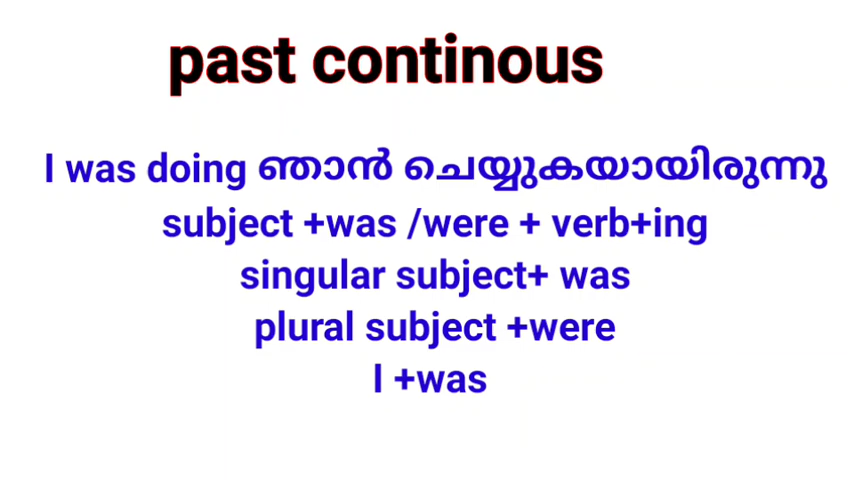 past continous
I was doing ഞാൻ ചെയ്യുകയായിരുന്നു
subject +was /were + verb+ing
singular subject+ was
plural subject +were
I +was